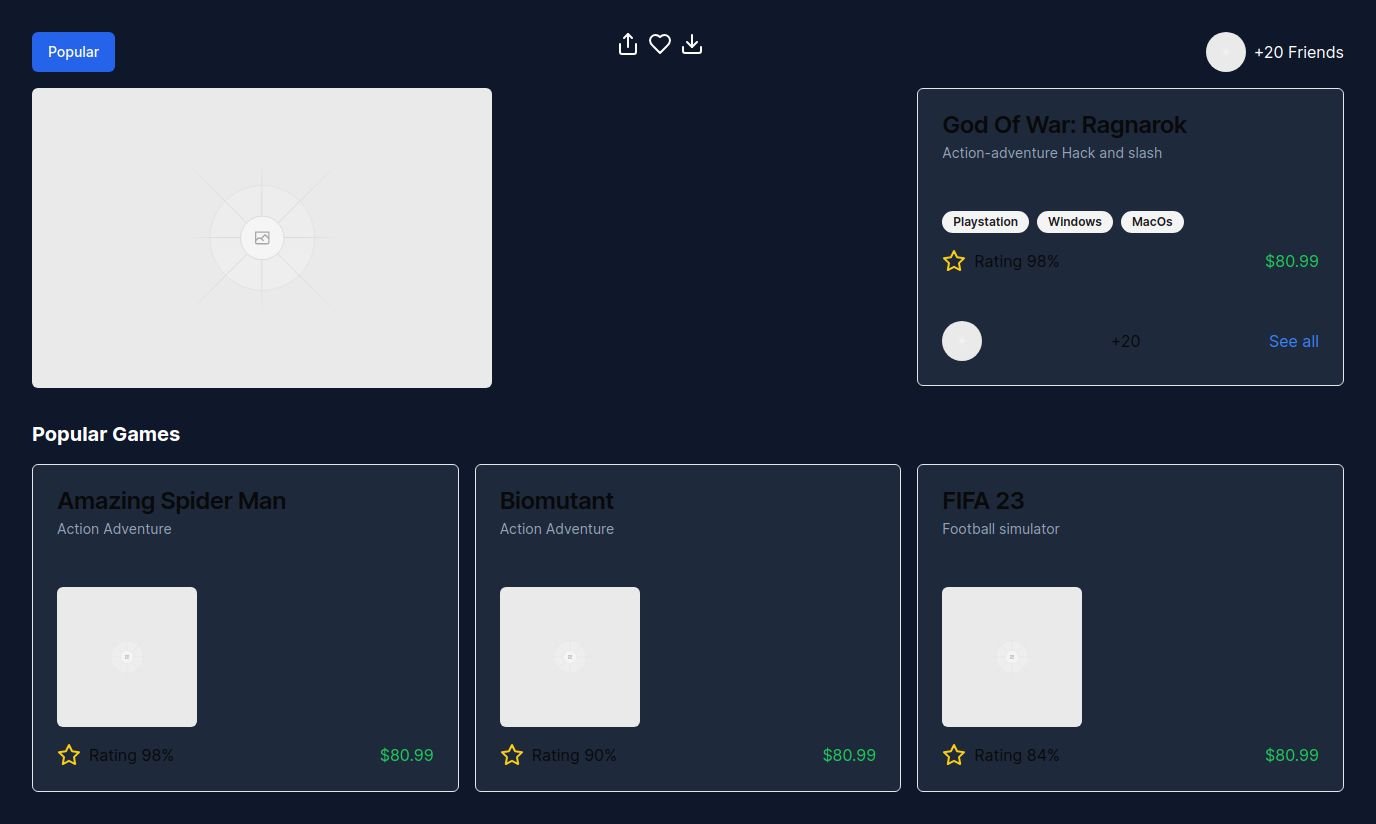 Popular
+20 Friends
God Of War: Ragnarok
Action-adventure Hack and slash
Playstation
Windows
MacOs
Rating 98%
$80.99
+20
See all
Popular Games
Amazing Spider Man
Action Adventure
Rating 98%
$80.99
Biomutant
Action Adventure
Rating 90%
$80.99
FIFA 23
Football simulator
Rating 84%
$80.99